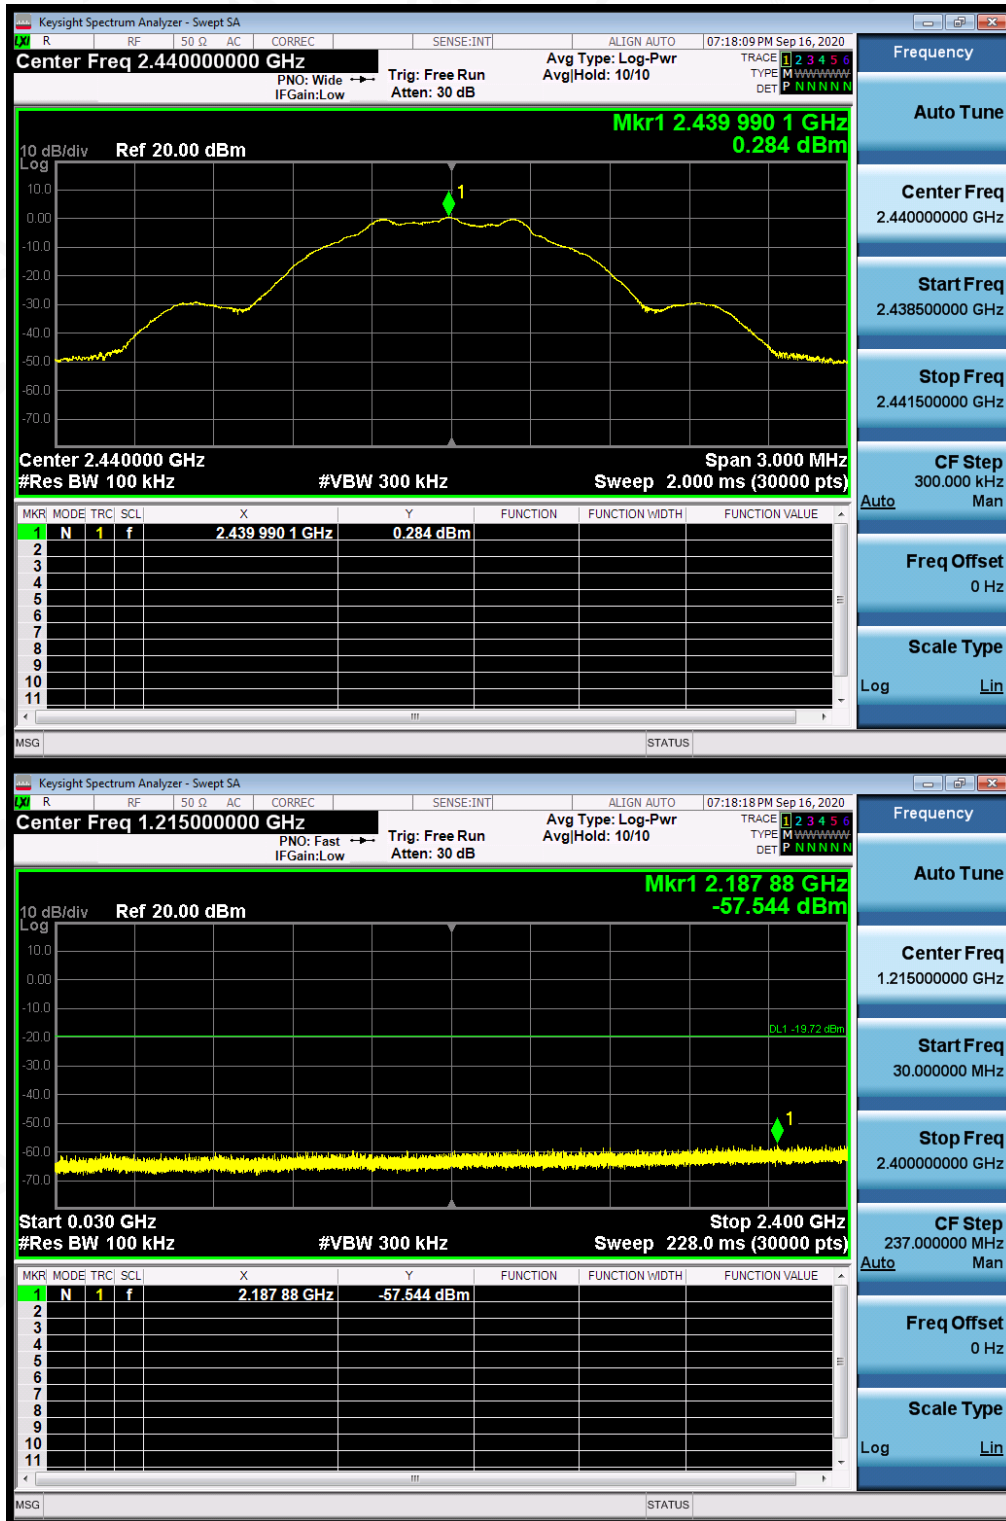 Keysight Spectrum Analyzer - Swept SA
LXI R RF 50 Ω AC CORREC SENSE:INT ALIGN AUTO 07:18:09 PM Sep 16, 2020
Center Freq 2.440000000 GHz
PNO: Wide
IFGain:Low
Trig: Free Run
Atten: 30 dB
Avg Type: Log-Pwr
Avg|Hold: 10/10
TRACE 1 2 3 4 5 6
TYPE M WWWWW
DET P N N N N N
Mkr1 2.439 990 1 GHz
0.284 dBm
10 dB/div Ref 20.00 dBm
Log
10.0
0.00
-10.0
-20.0
-30.0
-40.0
-50.0
-60.0
-70.0
1
Center 2.440000 GHz Span 3.000 MHz
#Res BW 100 kHz #VBW 300 kHz Sweep 2.000 ms (30000 pts)
MKR MODE TRC SCL X Y FUNCTION FUNCTION WIDTH FUNCTION VALUE
1 N 1 f 2.439 990 1 GHz 0.284 dBm
2
3
4
5
6
7
8
9
10
11
MSG STATUS
Frequency
Auto Tune
Center Freq
2.440000000 GHz
Start Freq
2.438500000 GHz
Stop Freq
2.441500000 GHz
CF Step
300.000 kHz
Auto Man
Freq Offset
0 Hz
Scale Type
Log Lin
Keysight Spectrum Analyzer - Swept SA
LXI R RF 50 Ω AC CORREC SENSE:INT ALIGN AUTO 07:18:18 PM Sep 16, 2020
Center Freq 1.215000000 GHz
PNO: Fast
IFGain:Low
Trig: Free Run
Atten: 30 dB
Avg Type: Log-Pwr
Avg|Hold: 10/10
TRACE 1 2 3 4 5 6
TYPE M WWWWW
DET P N N N N N
Mkr1 2.187 88 GHz
-57.544 dBm
10 dB/div Ref 20.00 dBm
Log
10.0
0.00
-10.0
-20.0
-30.0
-40.0
-50.0
-60.0
-70.0
DL1 -19.72 dBm
1
Start 0.030 GHz Stop 2.400 GHz
#Res BW 100 kHz #VBW 300 kHz Sweep 228.0 ms (30000 pts)
MKR MODE TRC SCL X Y FUNCTION FUNCTION WIDTH FUNCTION VALUE
1 N 1 f 2.187 88 GHz -57.544 dBm
2
3
4
5
6
7
8
9
10
11
MSG STATUS
Frequency
Auto Tune
Center Freq
1.215000000 GHz
Start Freq
30.000000 MHz
Stop Freq
2.400000000 GHz
CF Step
237.000000 MHz
Auto Man
Freq Offset
0 Hz
Scale Type
Log Lin